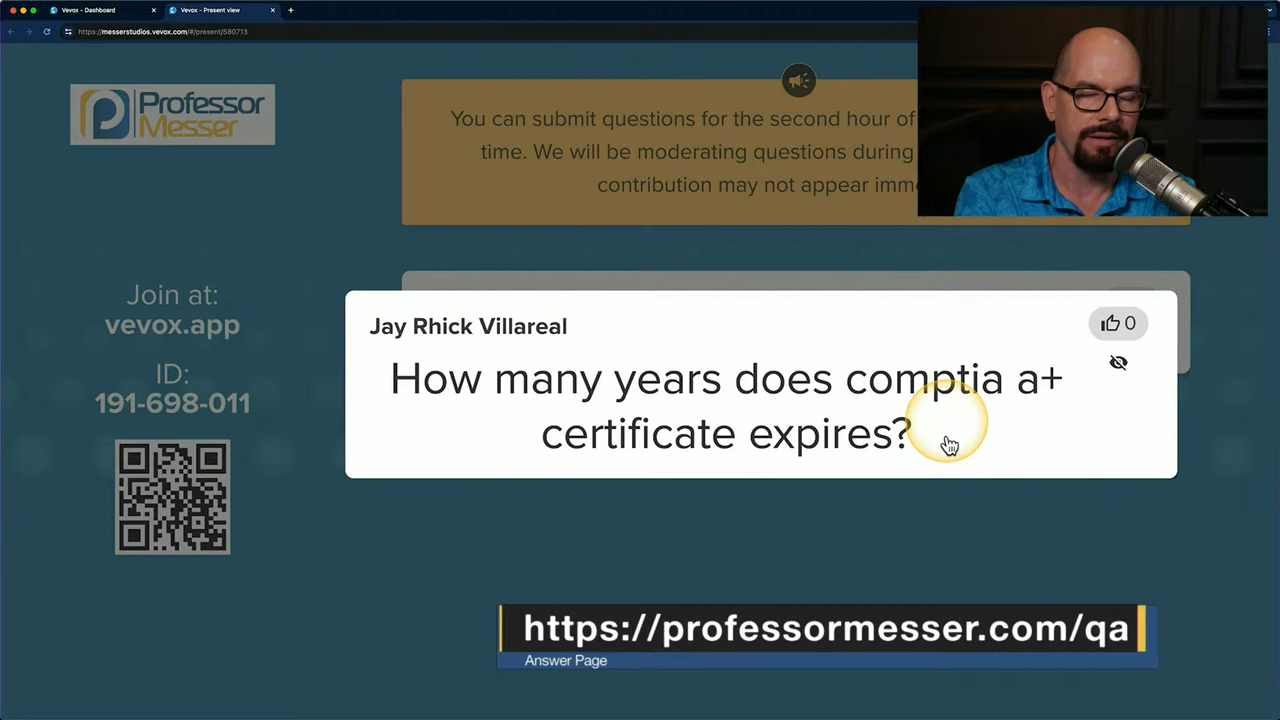 Vevox - Dashboard
Vevox - Present view
https://messerstudios.vevox.com/#/present/580713
Professor
Messer
You can submit questions for the second hour of
time. We will be moderating questions during
contribution may not appear
Join at:
vevox.app
ID:
191-698-011
Jay Rhick Villareal
0
How many years does comptia a+
certificate expires?
https://professormesser.com/qa
Answer Page